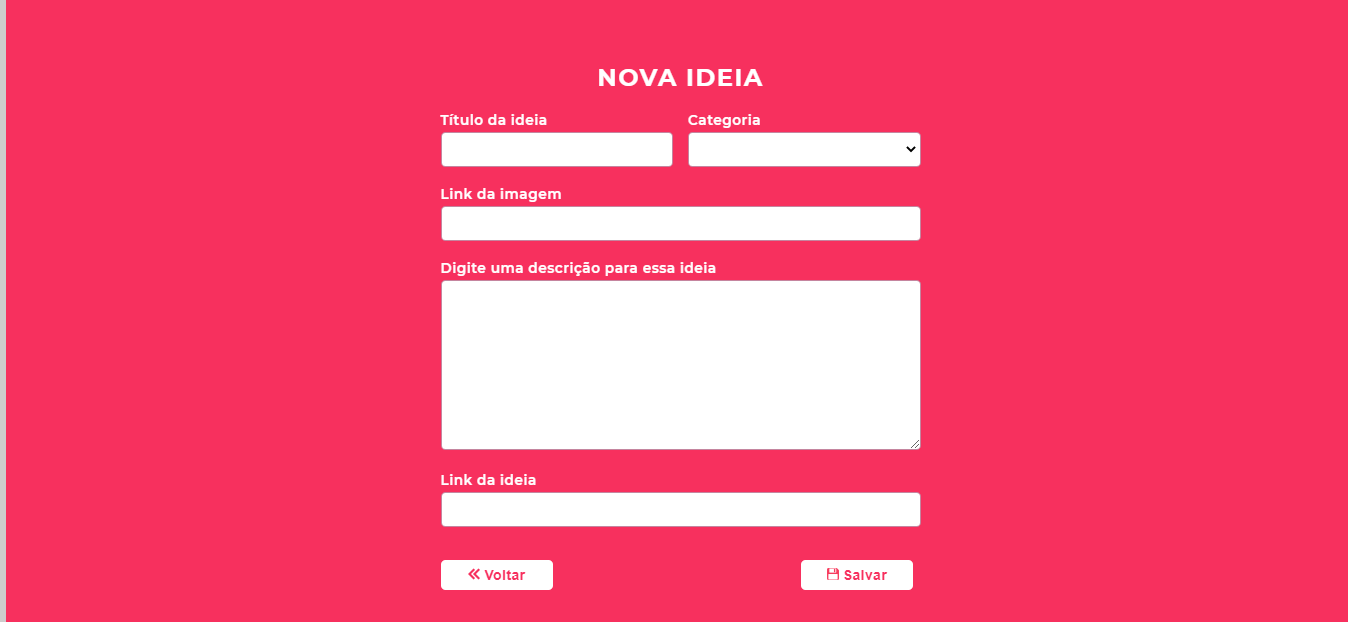 NOVA IDEIA
Título da ideia Categoria
Link da imagem
Digite uma descrição para essa ideia
Link da ideia
Voltar Salvar